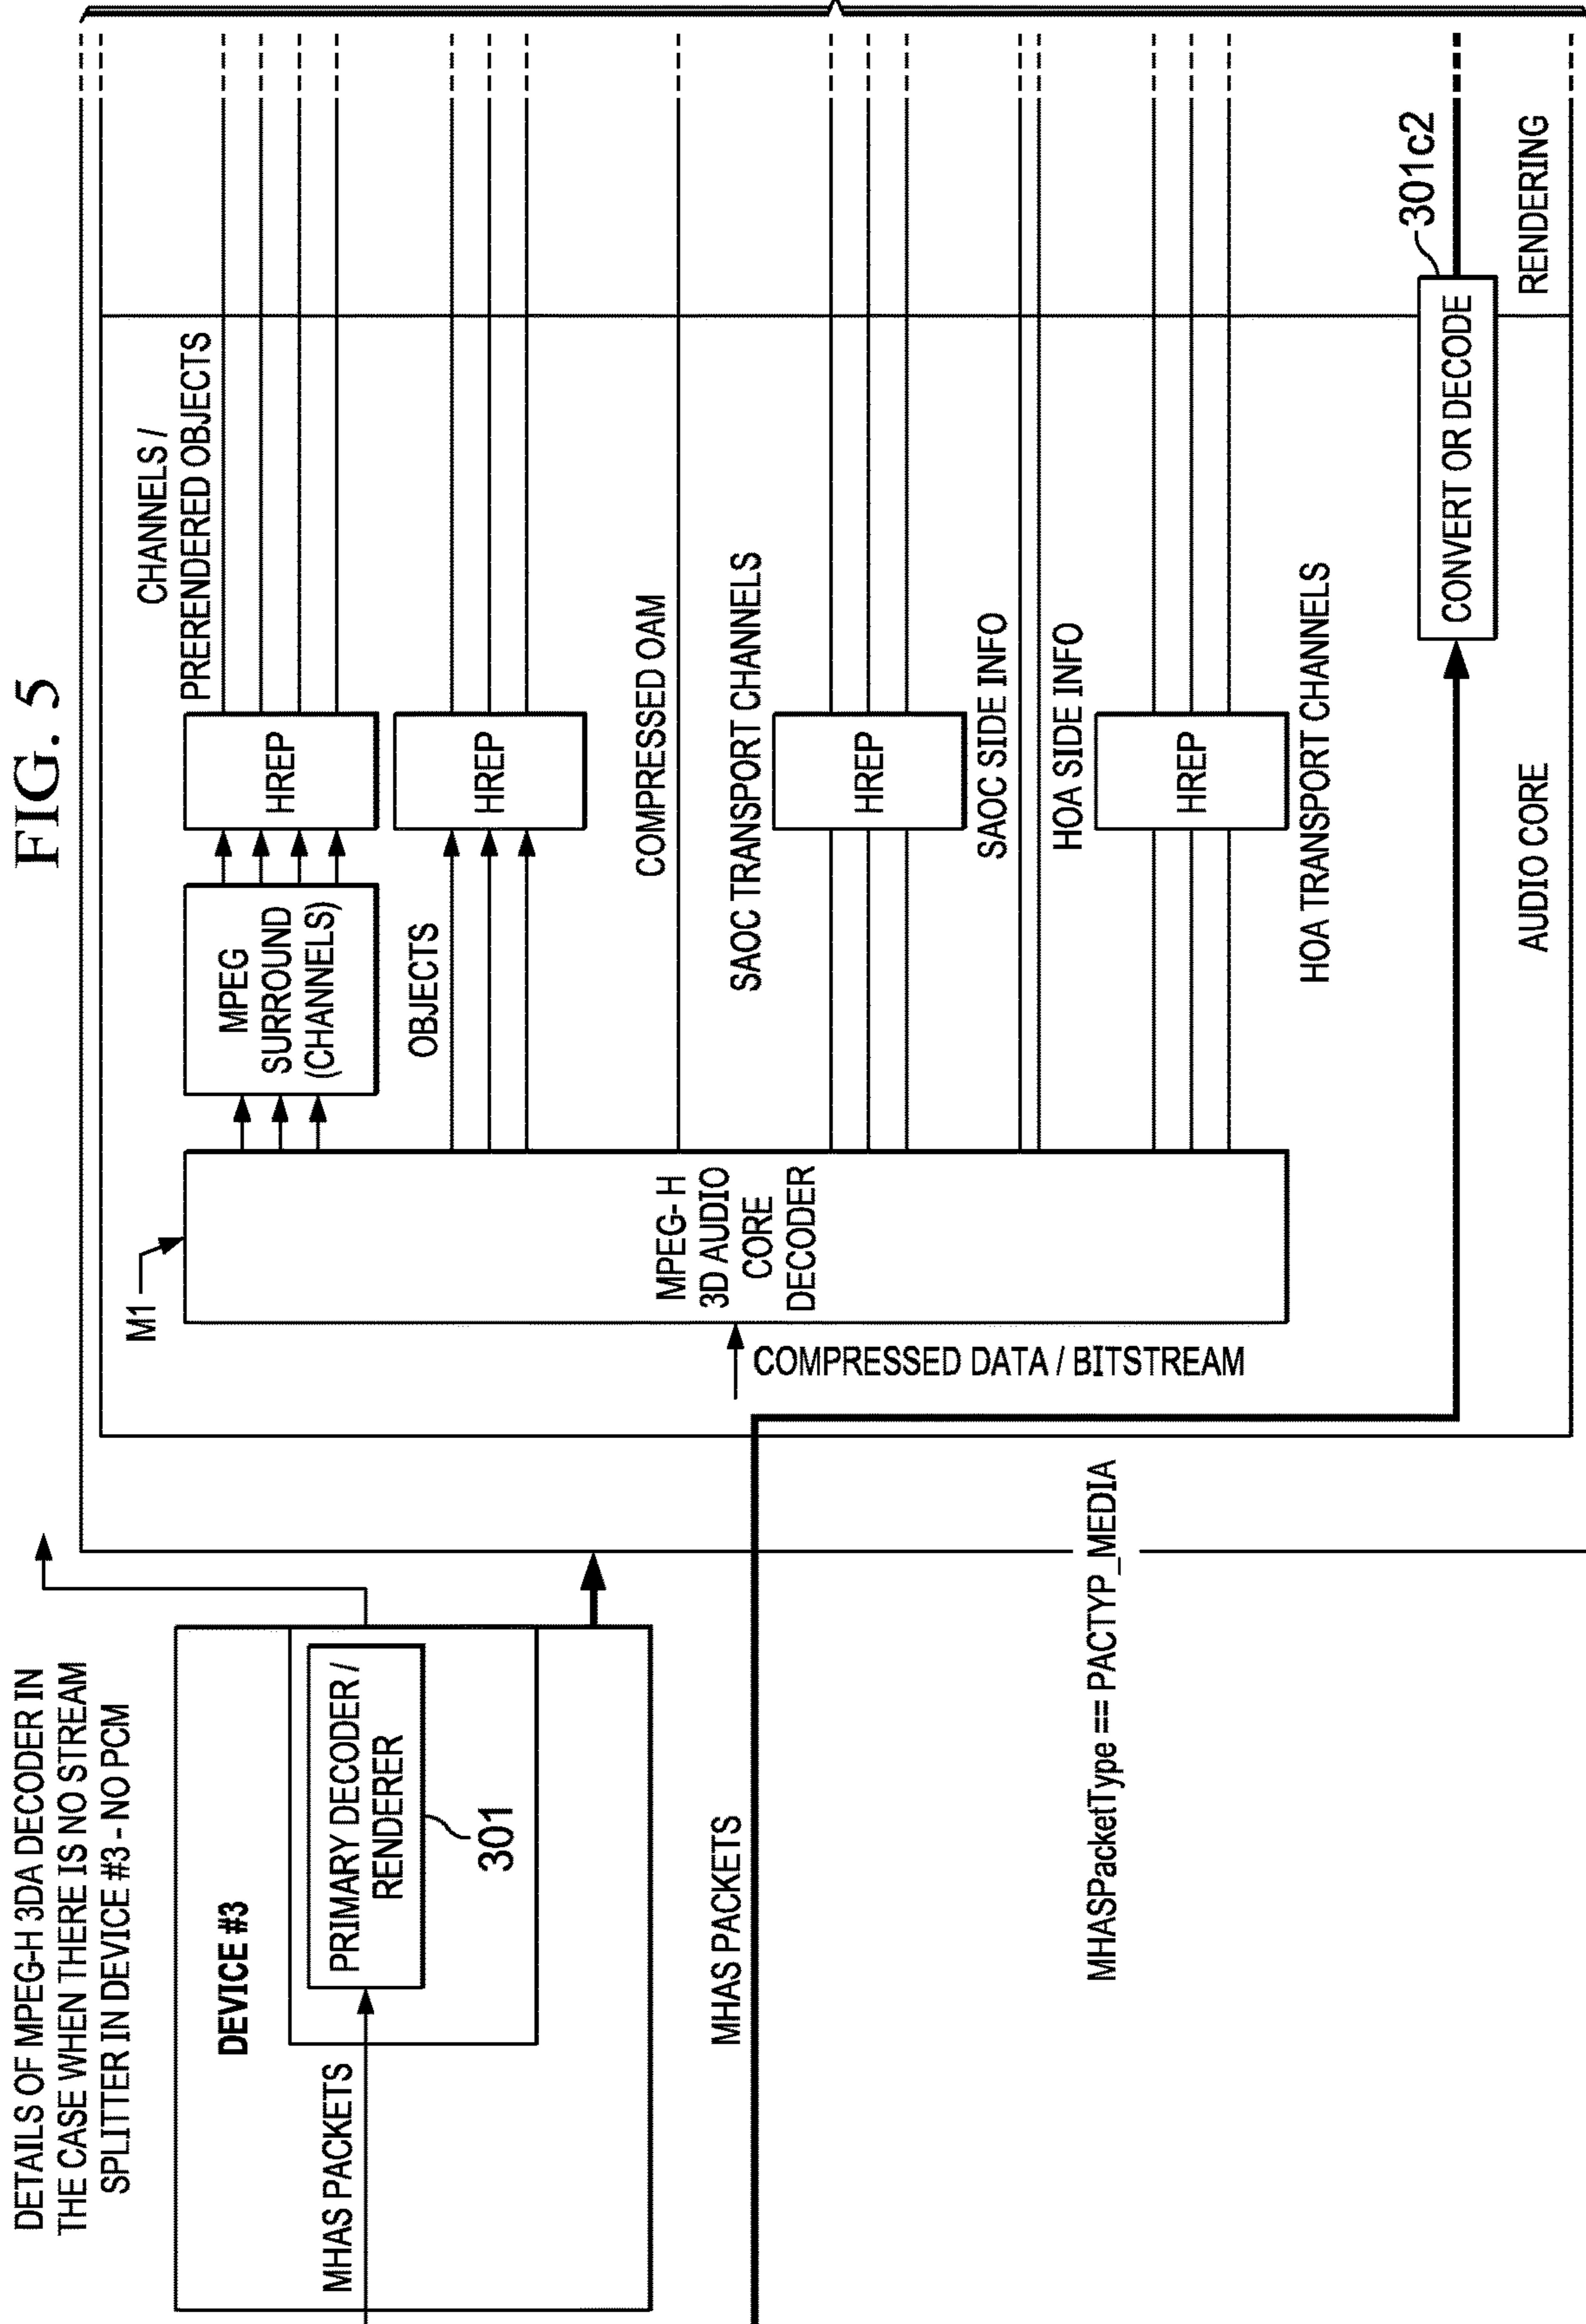 FIG. 5
DETAILS OF MPEG-H 3DA DECODER IN
THE CASE WHEN THERE IS NO STREAM
SPLITTER IN DEVICE #3 - NO PCM
DEVICE #3
MHAS PACKETS
PRIMARY DECODER /
RENDERER
301
MHAS PACKETS
MHASPacketType == PACTYP_MEDIA
M1
MPEG- H
3D AUDIO
CORE
DECODER
COMPRESSED DATA / BITSTREAM
MPEG
SURROUND
(CHANNELS)
OBJECTS
HREP
HREP
CHANNELS /
PRERENDERED OBJECTS
COMPRESSED OAM
SAOC TRANSPORT CHANNELS
HREP
SAOC SIDE INFO
HOA SIDE INFO
HREP
HOA TRANSPORT CHANNELS
CONVERT OR DECODE
301c2
AUDIO CORE
RENDERING